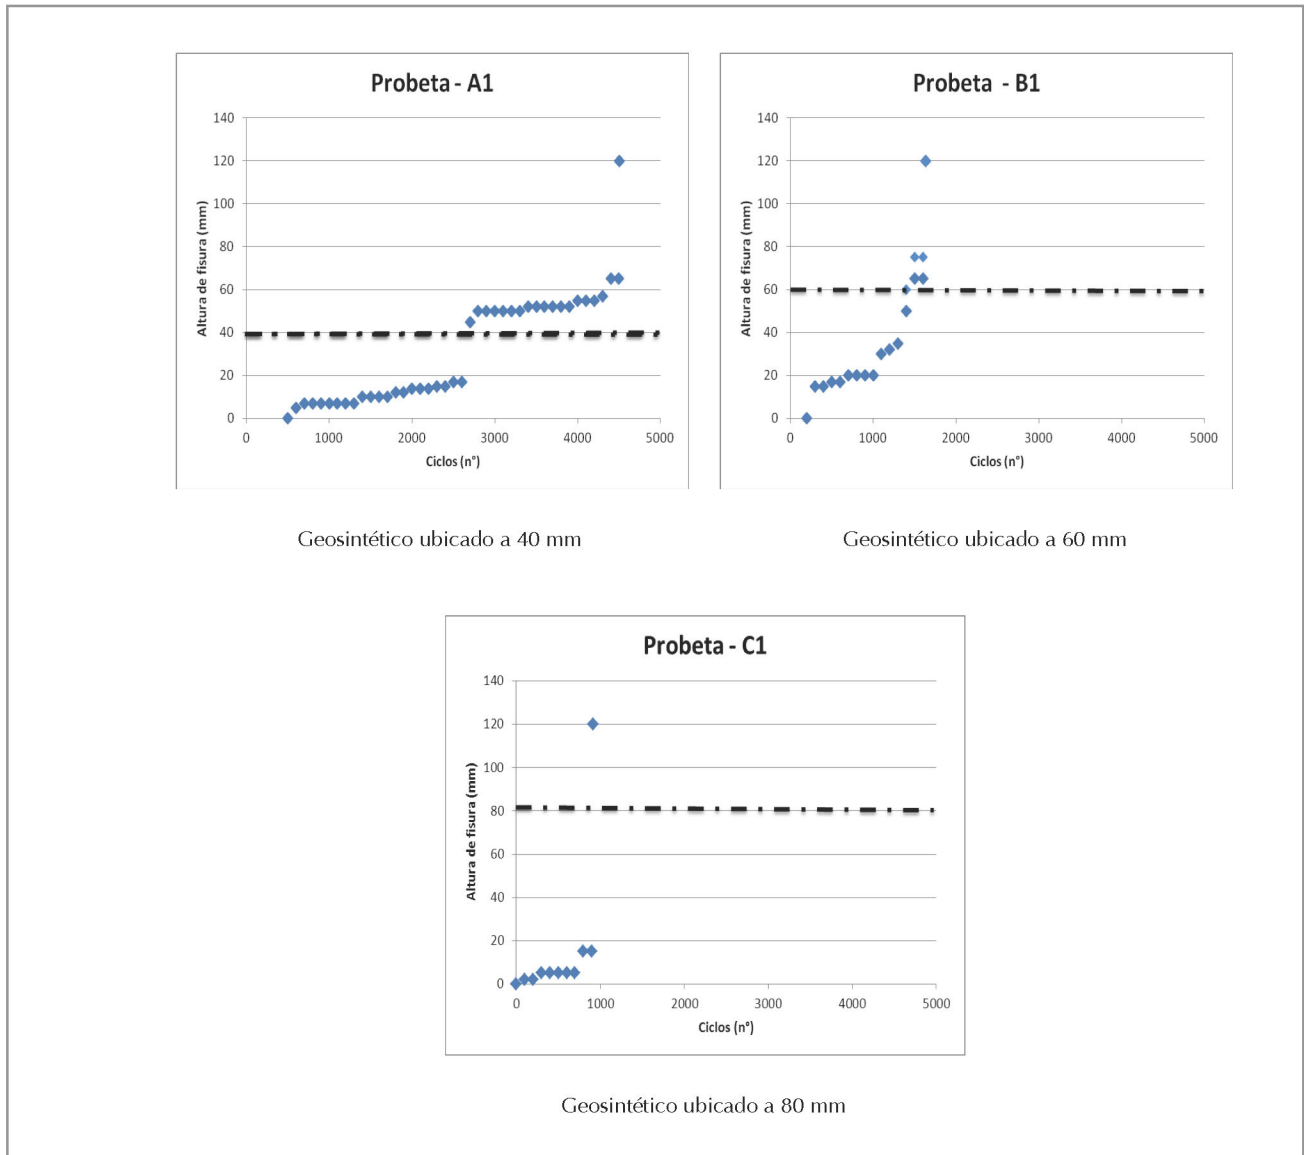 Probeta - A1
140
120
100
80
60
40
20
0
Altura de fisura (mm)
0 1000 2000 3000 4000 5000
Ciclos (n°)
Geosintético ubicado a 40 mm
Probeta - B1
140
120
100
80
60
40
20
0
Altura de fisura (mm)
0 1000 2000 3000 4000 5000
Ciclos (n°)
Geosintético ubicado a 60 mm
Probeta - C1
140
120
100
80
60
40
20
0
Altura de fisura (mm)
0 1000 2000 3000 4000 5000
Ciclos (n°)
Geosintético ubicado a 80 mm